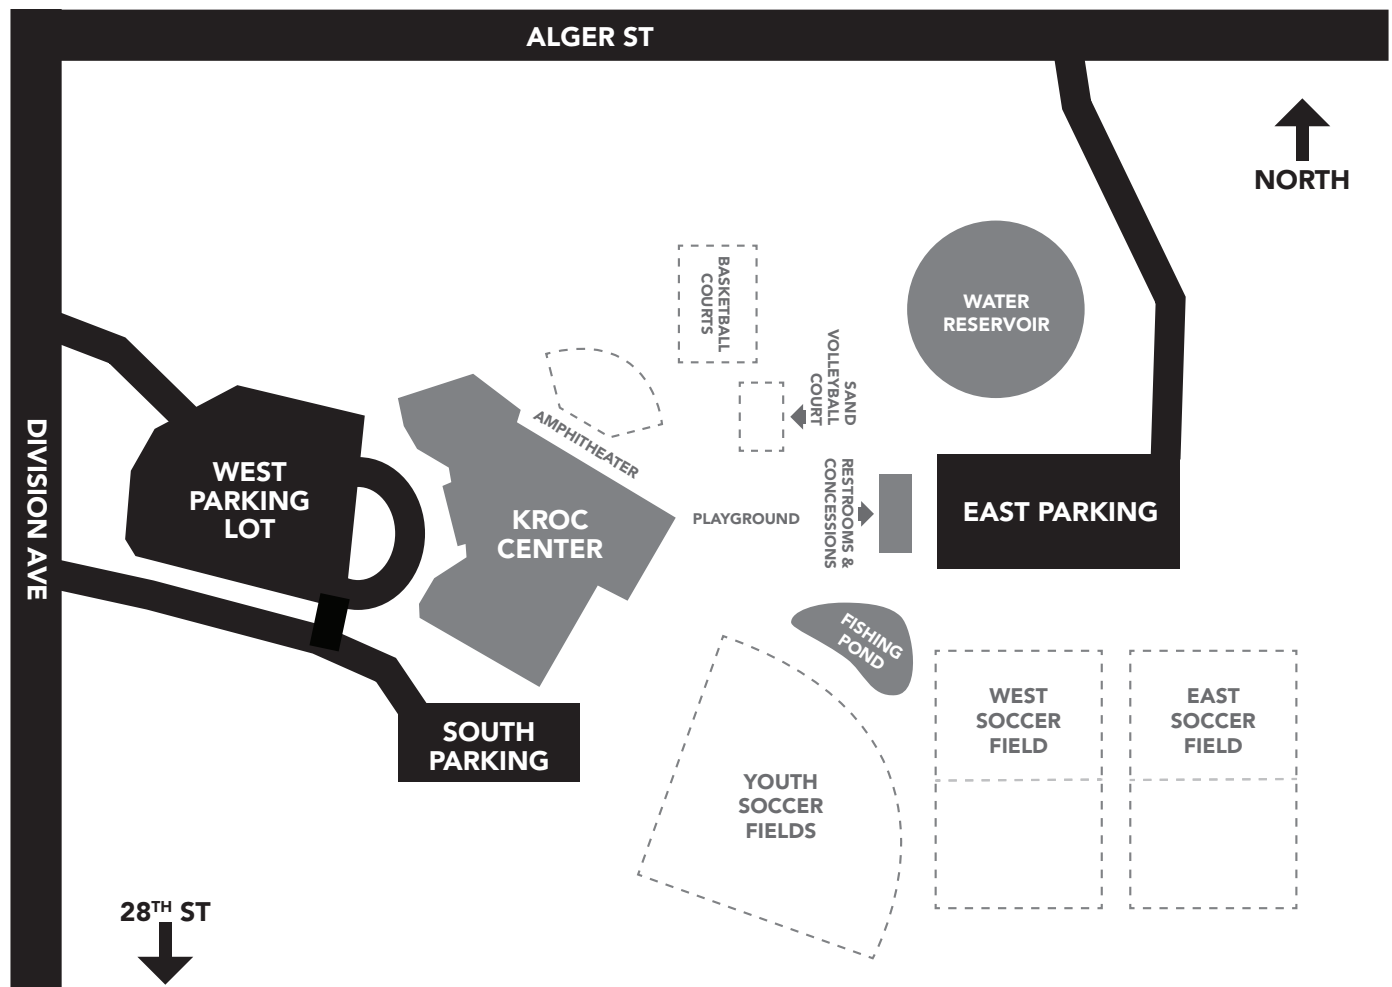 ALGER ST
NORTH
BASKETBALL
COURTS
WATER
RESERVOIR
SAND
VOLLEYBALL
COURT
AMPHITHEATER
DIVISION AVE
WEST
PARKING
LOT
KROC
CENTER
PLAYGROUND
RESTROOMS &
CONCESSIONS
EAST PARKING
FISHING
POND
SOUTH
PARKING
YOUTH
SOCCER
FIELDS
WEST
SOCCER
FIELD
EAST
SOCCER
FIELD
28TH ST